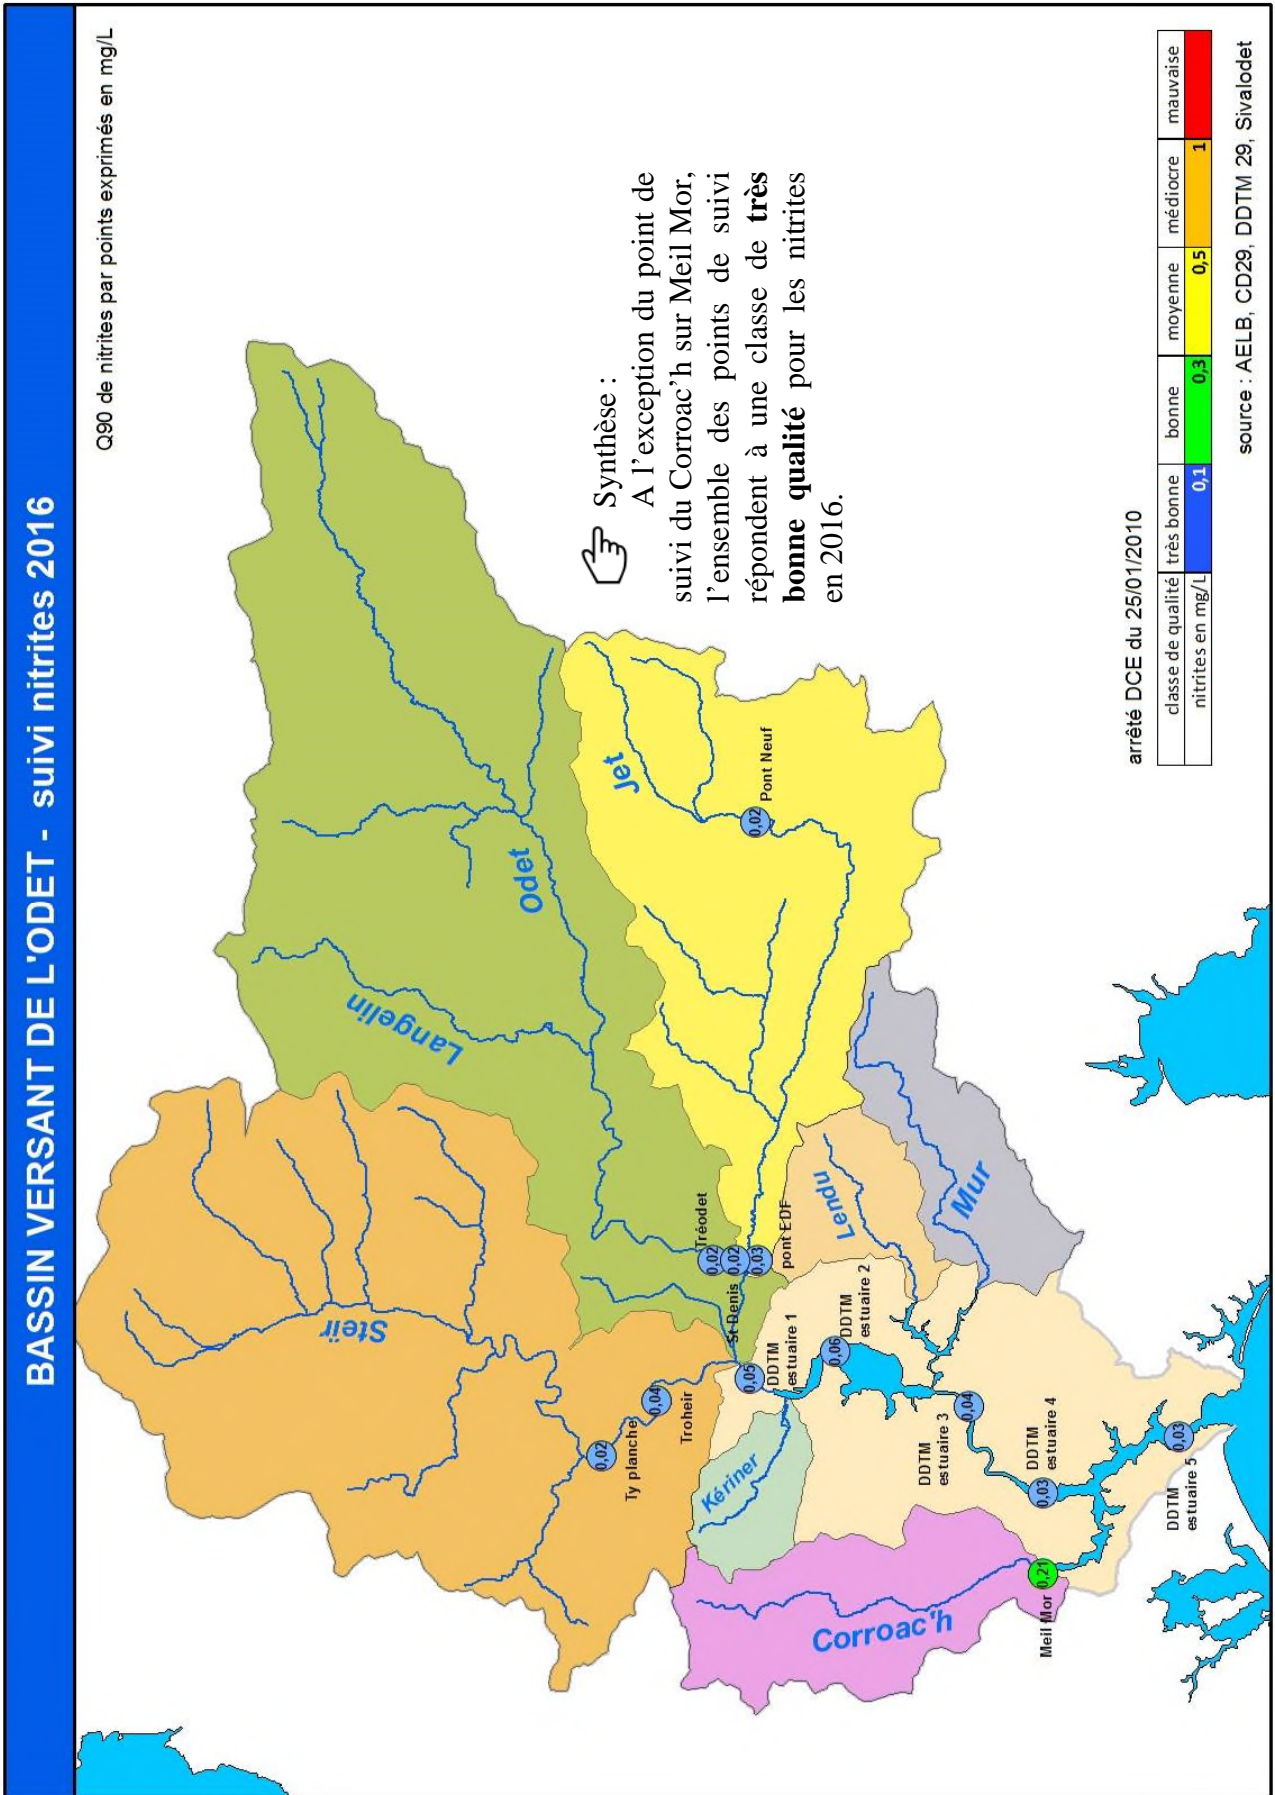 BASSIN VERSANT DE L'ODET - suivi nitrites 2016
Q90 de nitrites par points exprimés en mg/L
Steïr
Langelin
Odet
Jet
Synthèse :
A l'exception du point de
suivi du Corroac'h sur Meil Mor,
l'ensemble des points de suivi
répondent à une classe de très
bonne qualité pour les nitrites
en 2016.
0,02
Ty planche
0,04
Troheir
0,02
Tréodet
0,02
St Denis
0,03
pont EDF
0,02
Pont Neuf
Kériner
0,05
DDTM
estuaire 1
0,06
DDTM
estuaire 2
Lendu
Mur
Corroac'h
0,04
DDTM
estuaire 3
0,03
DDTM
estuaire 4
Meil Mor
0,21
0,03
DDTM
estuaire 5
arrêté DCE du 25/01/2010
classe de qualité très bonne bonne moyenne médiocre mauvaise
nitrites en mg/L 0,1 0,3 0,5 1
source : AELB, CD29, DDTM 29, Sivalodet